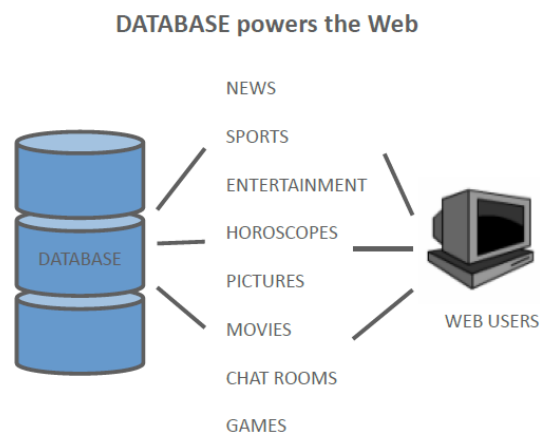 DATABASE powers the Web
NEWS
SPORTS
ENTERTAINMENT
HOROSCOPES
DATABASE
PICTURES
MOVIES
WEB USERS
CHAT ROOMS
GAMES